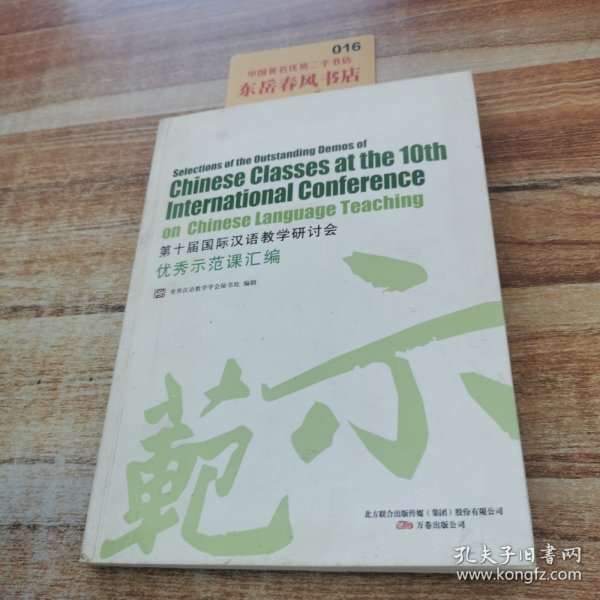 016
中国著名优质二手书店
东岳春风书店
Selections of the Outstanding Demos of
Chinese Classes at the 10th
International Conference
on Chinese Language Teaching
第十届国际汉语教学研讨会
优秀示范课汇编
世界汉语教学学会秘书处 编制
示
範
北方联合出版传媒（集团）股份有限公司
万卷出版公司
孔夫子旧书网
www.kongfz.com